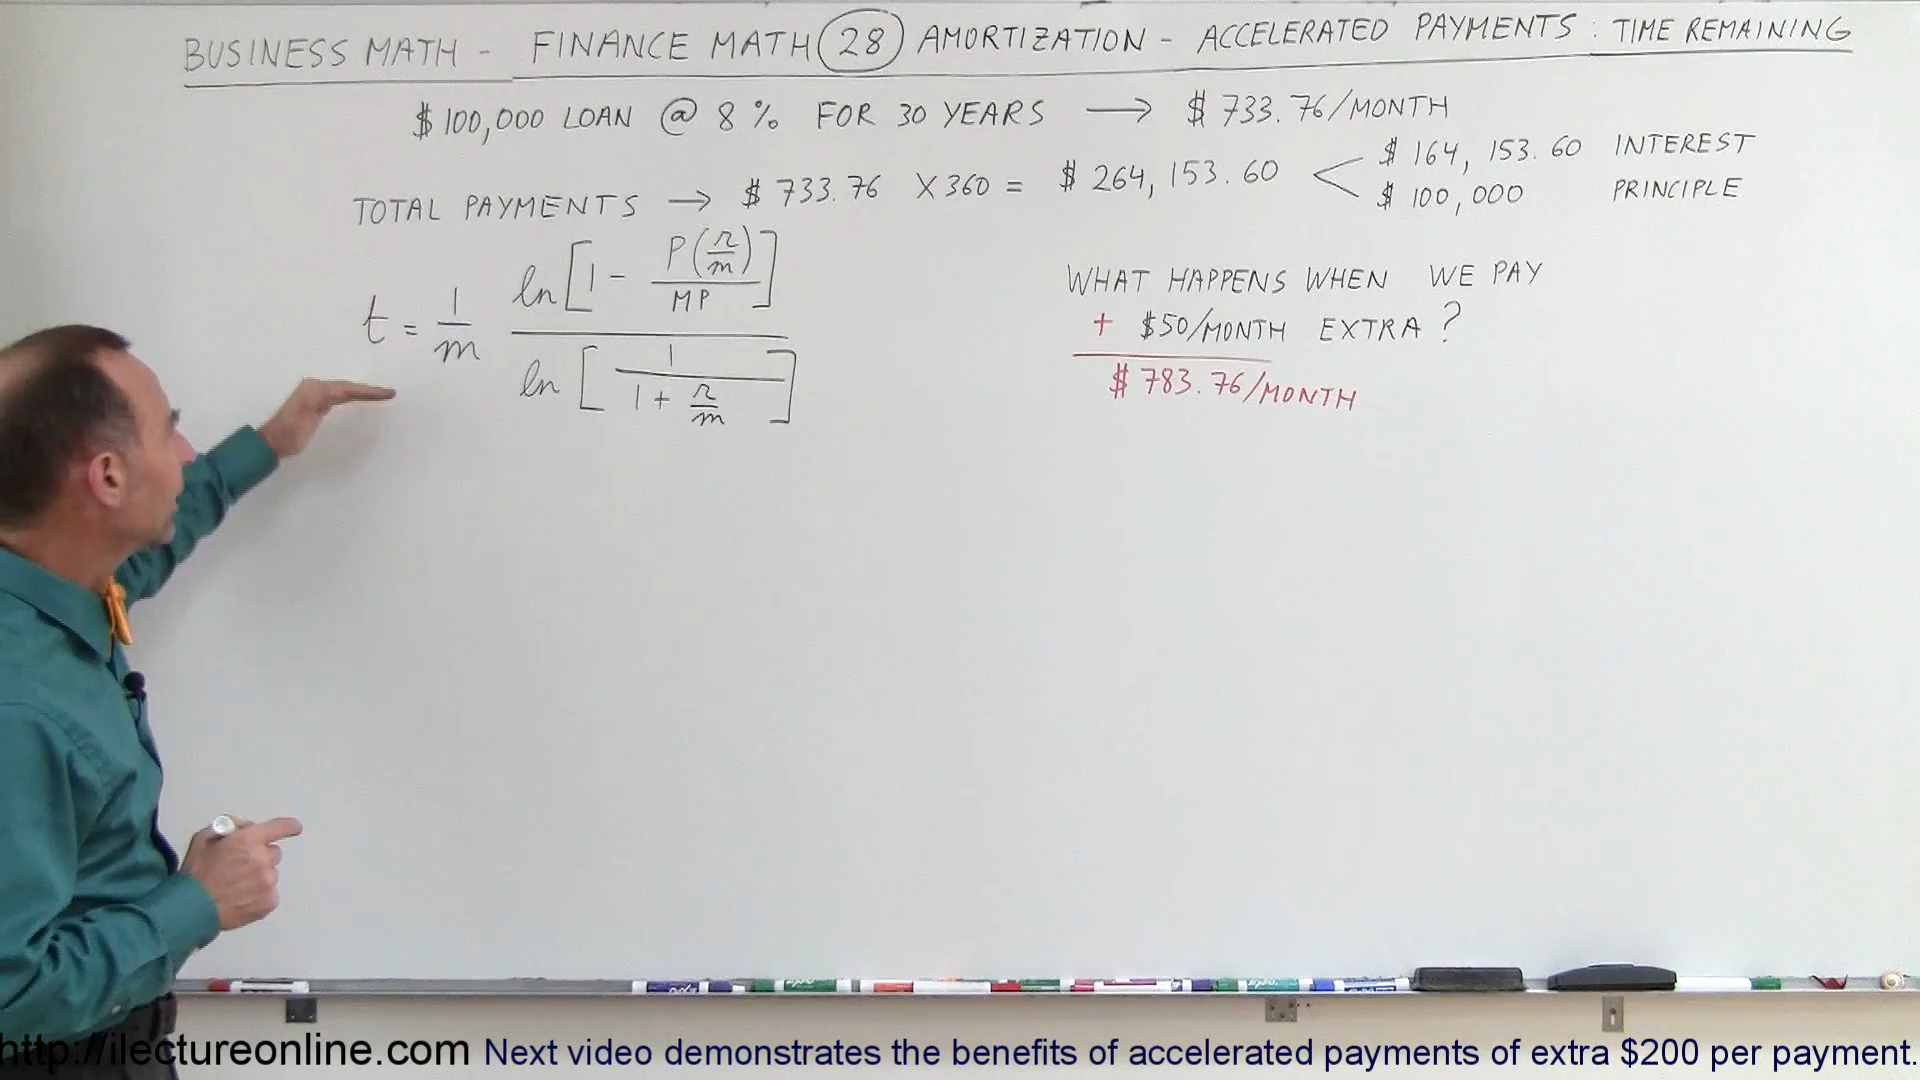 BUSINESS MATH - FINANCE MATH 28 AMORTIZATION - ACCELERATED PAYMENTS : TIME REMAINING
$100,000 LOAN @ 8% FOR 30 YEARS → $733.76/MONTH
TOTAL PAYMENTS → $733.76 X360 = $264,153.60 < $164,153.60 INTEREST
$100,000 PRINCIPLE
t = 1/m ln[1 - P(r/m)/MP] / ln[1/(1 + r/m)]
WHAT HAPPENS WHEN WE PAY
+ $50/MONTH EXTRA?
$783.76/MONTH
http://ilectureonline.com Next video demonstrates the benefits of accelerated payments of extra $200 per payment.